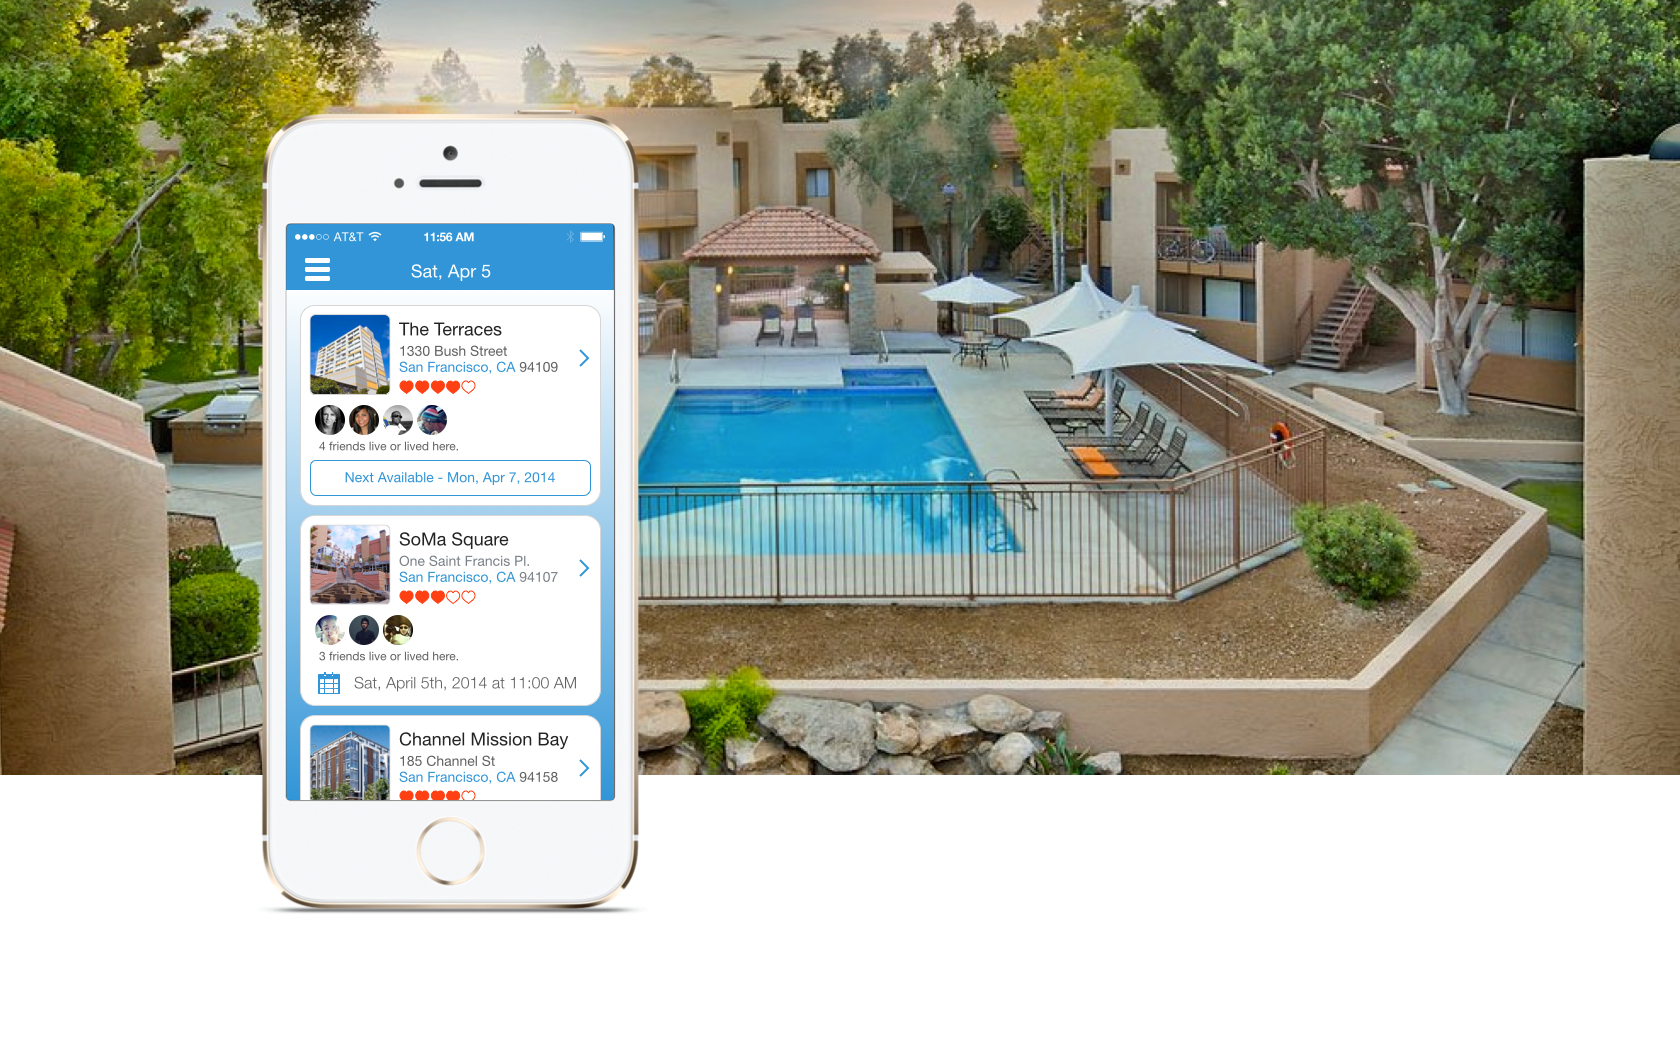 AT&T 11:56 AM
Sat, Apr 5
The Terraces
1330 Bush Street
San Francisco, CA 94109
4 friends live or lived here.
Next Available - Mon, Apr 7, 2014
SoMa Square
One Saint Francis Pl.
San Francisco, CA 94107
3 friends live or lived here.
Sat, April 5th, 2014 at 11:00 AM
Channel Mission Bay
185 Channel St
San Francisco, CA 94158